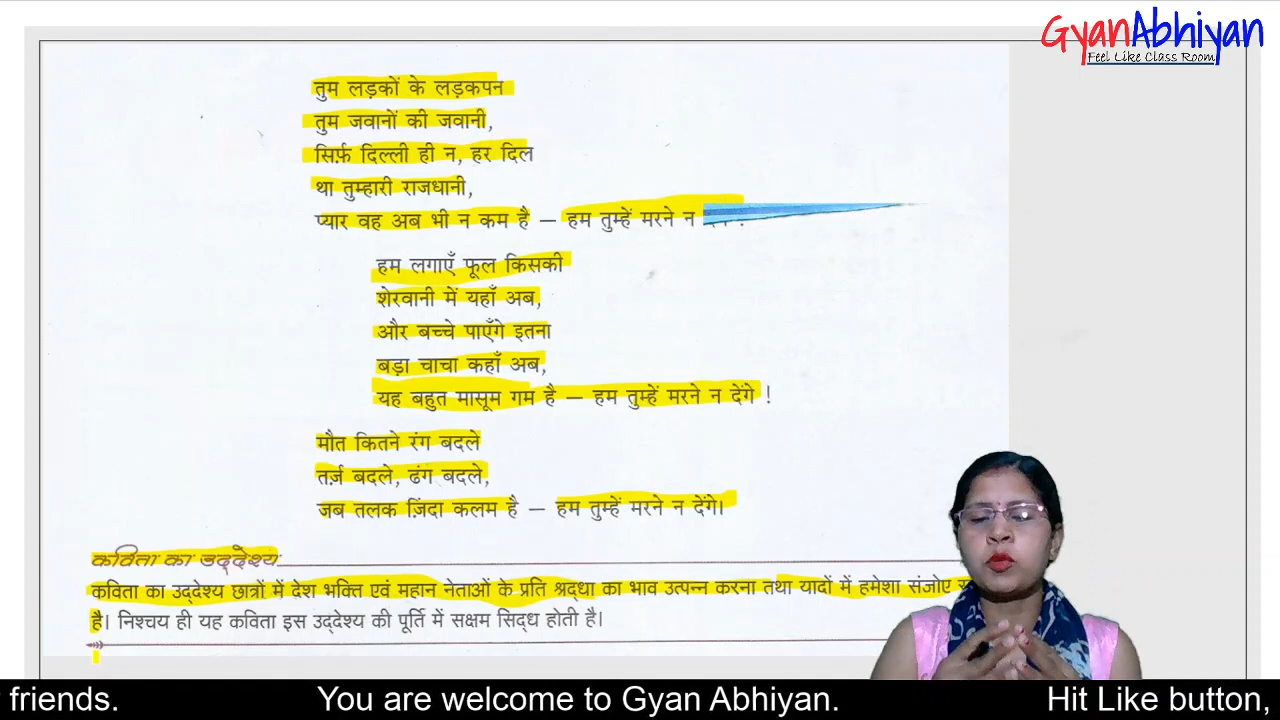 GyanAbhiyan
Feel Like Class Room
तुम लड़कों के लड़कपन
तुम जवानों की जवानी,
सिर्फ़ दिल्ली ही न, हर दिल
था तुम्हारी राजधानी,
प्यार वह अब भी न कम है – हम तुम्हें मरने न
हम लगाएँ फूल किसकी
शेरवानी में यहाँ अब,
और बच्चे पाएँगे इतना
बड़ा चाचा कहाँ अब,
यह बहुत मासूम गम है – हम तुम्हें मरने न देंगे !
मौत कितने रंग बदले
तर्ज़ बदले, ढंग बदले,
जब तलक ज़िंदा कलम है – हम तुम्हें मरने न देंगे।
कविता का उद्देश्य
कविता का उद्देश्य छात्रों में देश भक्ति एवं महान नेताओं के प्रति श्रद्धा का भाव उत्पन्न करना तथा यादों में हमेशा संजोए
है। निश्चय ही यह कविता इस उद्देश्य की पूर्ति में सक्षम सिद्ध होती है।
friends. You are welcome to Gyan Abhiyan. Hit Like button,